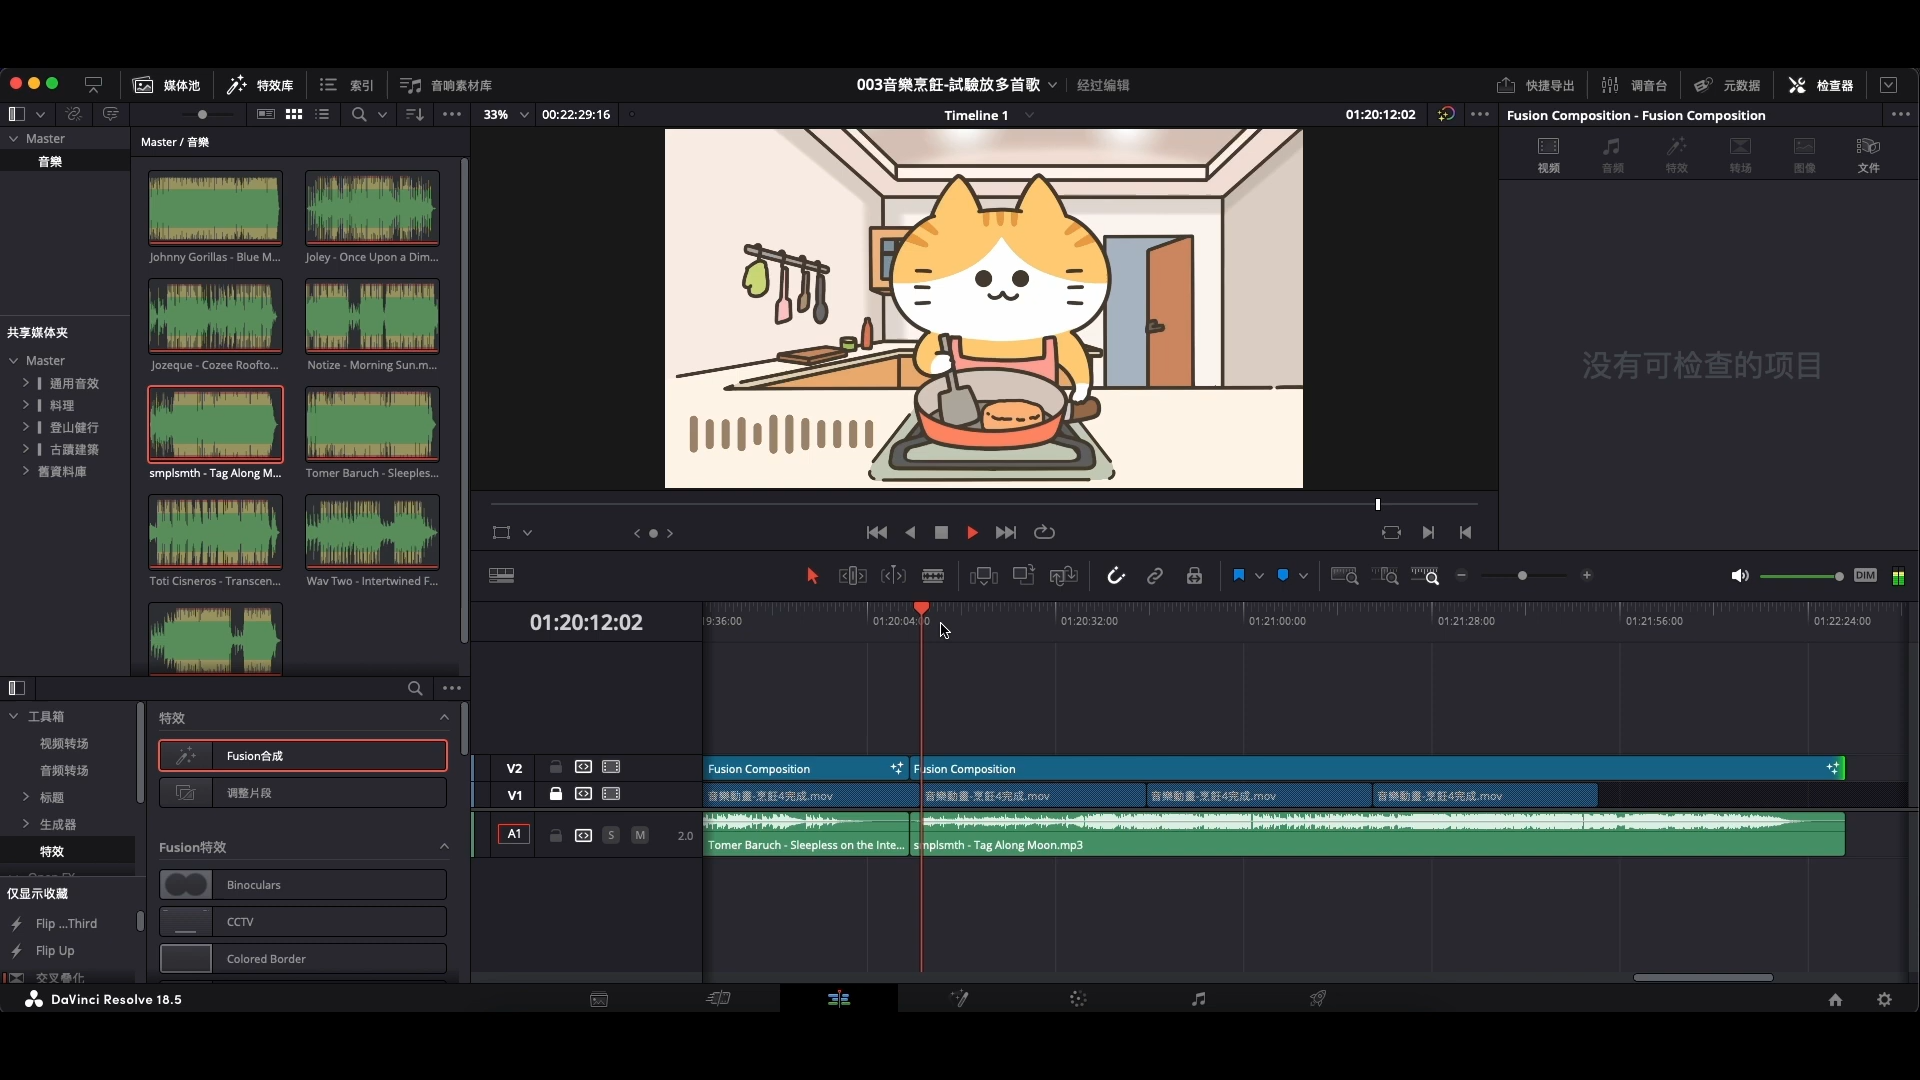 媒体池
特效库
索引
音响素材库
003音樂烹飪-試驗放多首歌
经过编辑
快捷导出
调音台
元数据
检查器
33%
00:22:29:16
Timeline 1
01:20:12:02
Fusion Composition - Fusion Composition
Master
音樂
Master / 音樂
视频
音频
特效
转场
图像
文件
Johnny Gorillas - Blue M...
Joley - Once Upon a Dim...
Jozeque - Cozee Roofto...
Notize - Morning Sun.m...
smplsmth - Tag Along M...
Tomer Baruch - Sleeples...
Toti Cisneros - Transcen...
Wav Two - Intertwined F...
共享媒体夹
Master
通用音效
料理
登山健行
古蹟建築
舊資料庫
没有可检查的项目
DIM
01:20:12:02
19:36:00
01:20:04:00
01:20:32:00
01:21:00:00
01:21:28:00
01:21:56:00
01:22:24:00
工具箱
视频转场
音频转场
标题
生成器
特效
仅显示收藏
Flip ...Third
Flip Up
交叉叠化
特效
Fusion合成
调整片段
Fusion特效
Binoculars
CCTV
Colored Border
V2
Fusion Composition
Fusion Composition
V1
音樂動畫-烹飪4完成.mov
音樂動畫-烹飪4完成.mov
音樂動畫-烹飪4完成.mov
音樂動畫-烹飪4完成.mov
A1
S
M
2.0
Tomer Baruch - Sleepless on the Inte...
smplsmth - Tag Along Moon.mp3
DaVinci Resolve 18.5